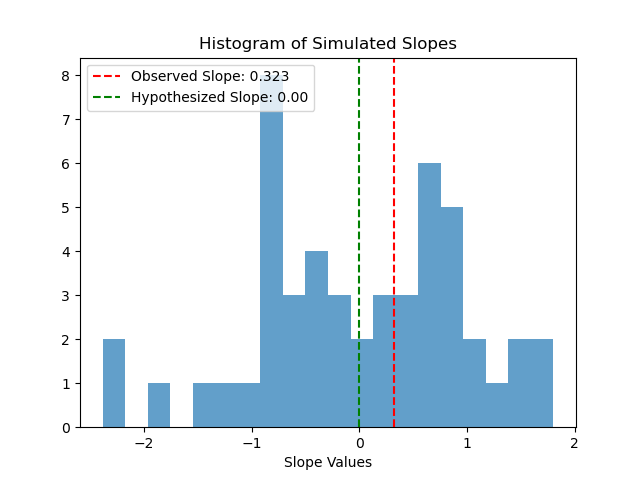 Histogram of Simulated Slopes
Observed Slope: 0.323
Hypothesized Slope: 0.00
8
7
6
5
4
3
2
1
0
−2 −1 0 1 2
Slope Values